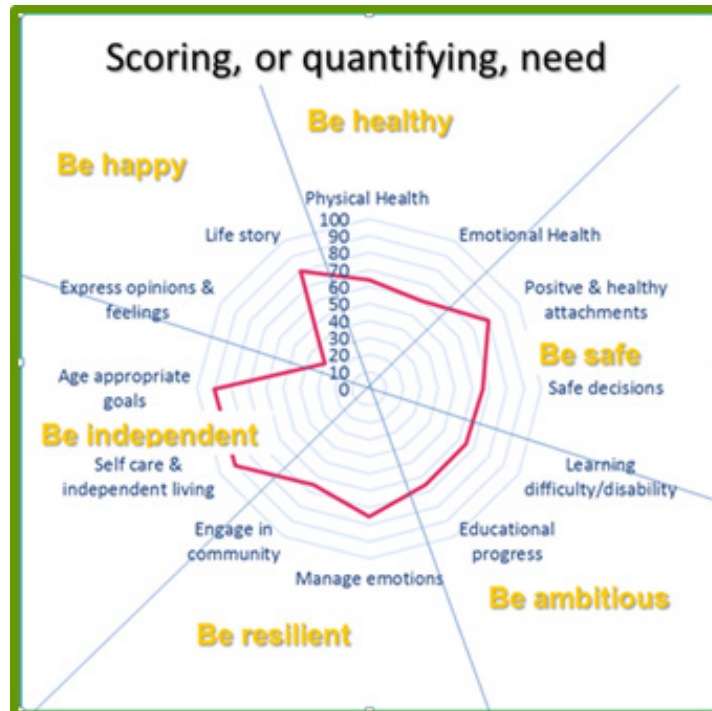 Scoring, or quantifying, need
Be healthy
Be happy
Physical Health
100
90
80
70
60
50
40
30
20
10
0
Life story
Emotional Health
Express opinions &
feelings
Positve & healthy
attachments
Be safe
Age appropriate
goals
Safe decisions
Be independent
Self care &
independent living
Learning
difficulty/disability
Engage in
community
Educational
progress
Manage emotions
Be ambitious
Be resilient